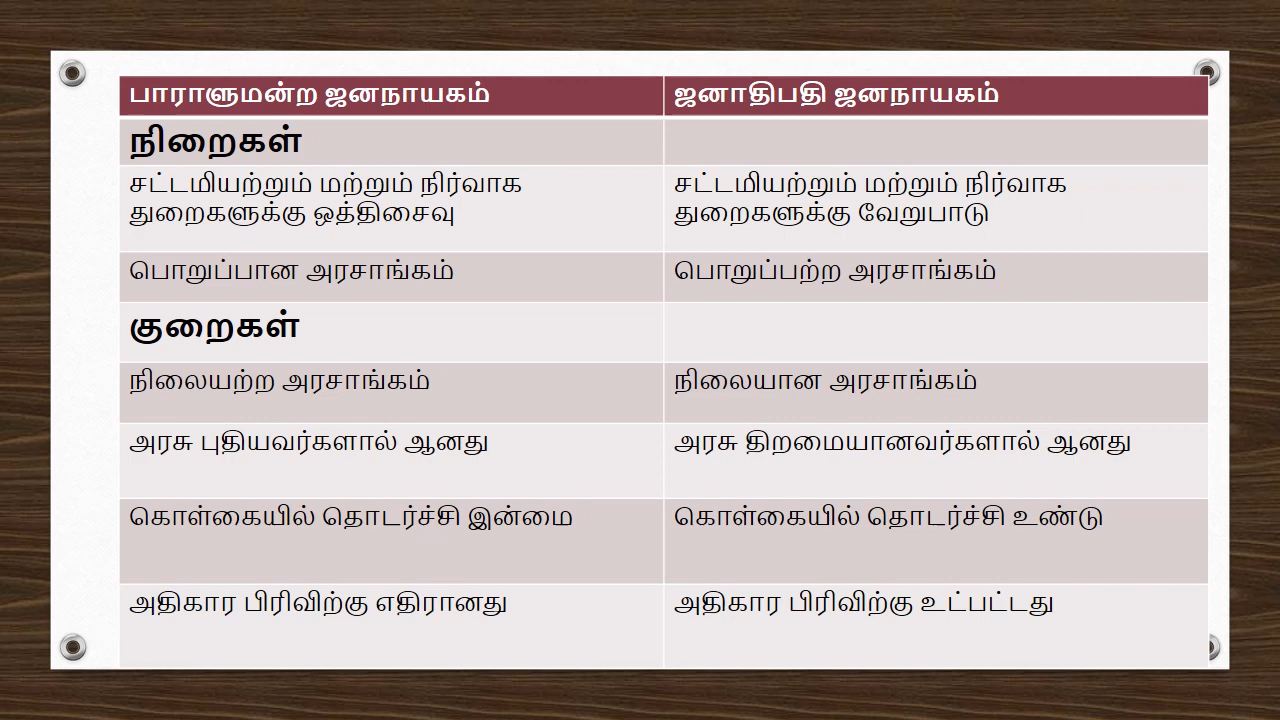 பாராளுமன்ற ஜனநாயகம் ஜனாதிபதி ஜனநாயகம்
நிறைகள்
சட்டமியற்றும் மற்றும் நிர்வாக சட்டமியற்றும் மற்றும் நிர்வாக
துறைகளுக்கு ஒத்திசைவு துறைகளுக்கு வேறுபாடு
பொறுப்பான அரசாங்கம் பொறுப்பற்ற அரசாங்கம்
குறைகள்
நிலையற்ற அரசாங்கம் நிலையான அரசாங்கம்
அரசு புதியவர்களால் ஆனது அரசு திறமையானவர்களால் ஆனது
கொள்கையில் தொடர்ச்சி இன்மை கொள்கையில் தொடர்ச்சி உண்டு
அதிகார பிரிவிற்கு எதிரானது அதிகார பிரிவிற்கு உட்பட்டது